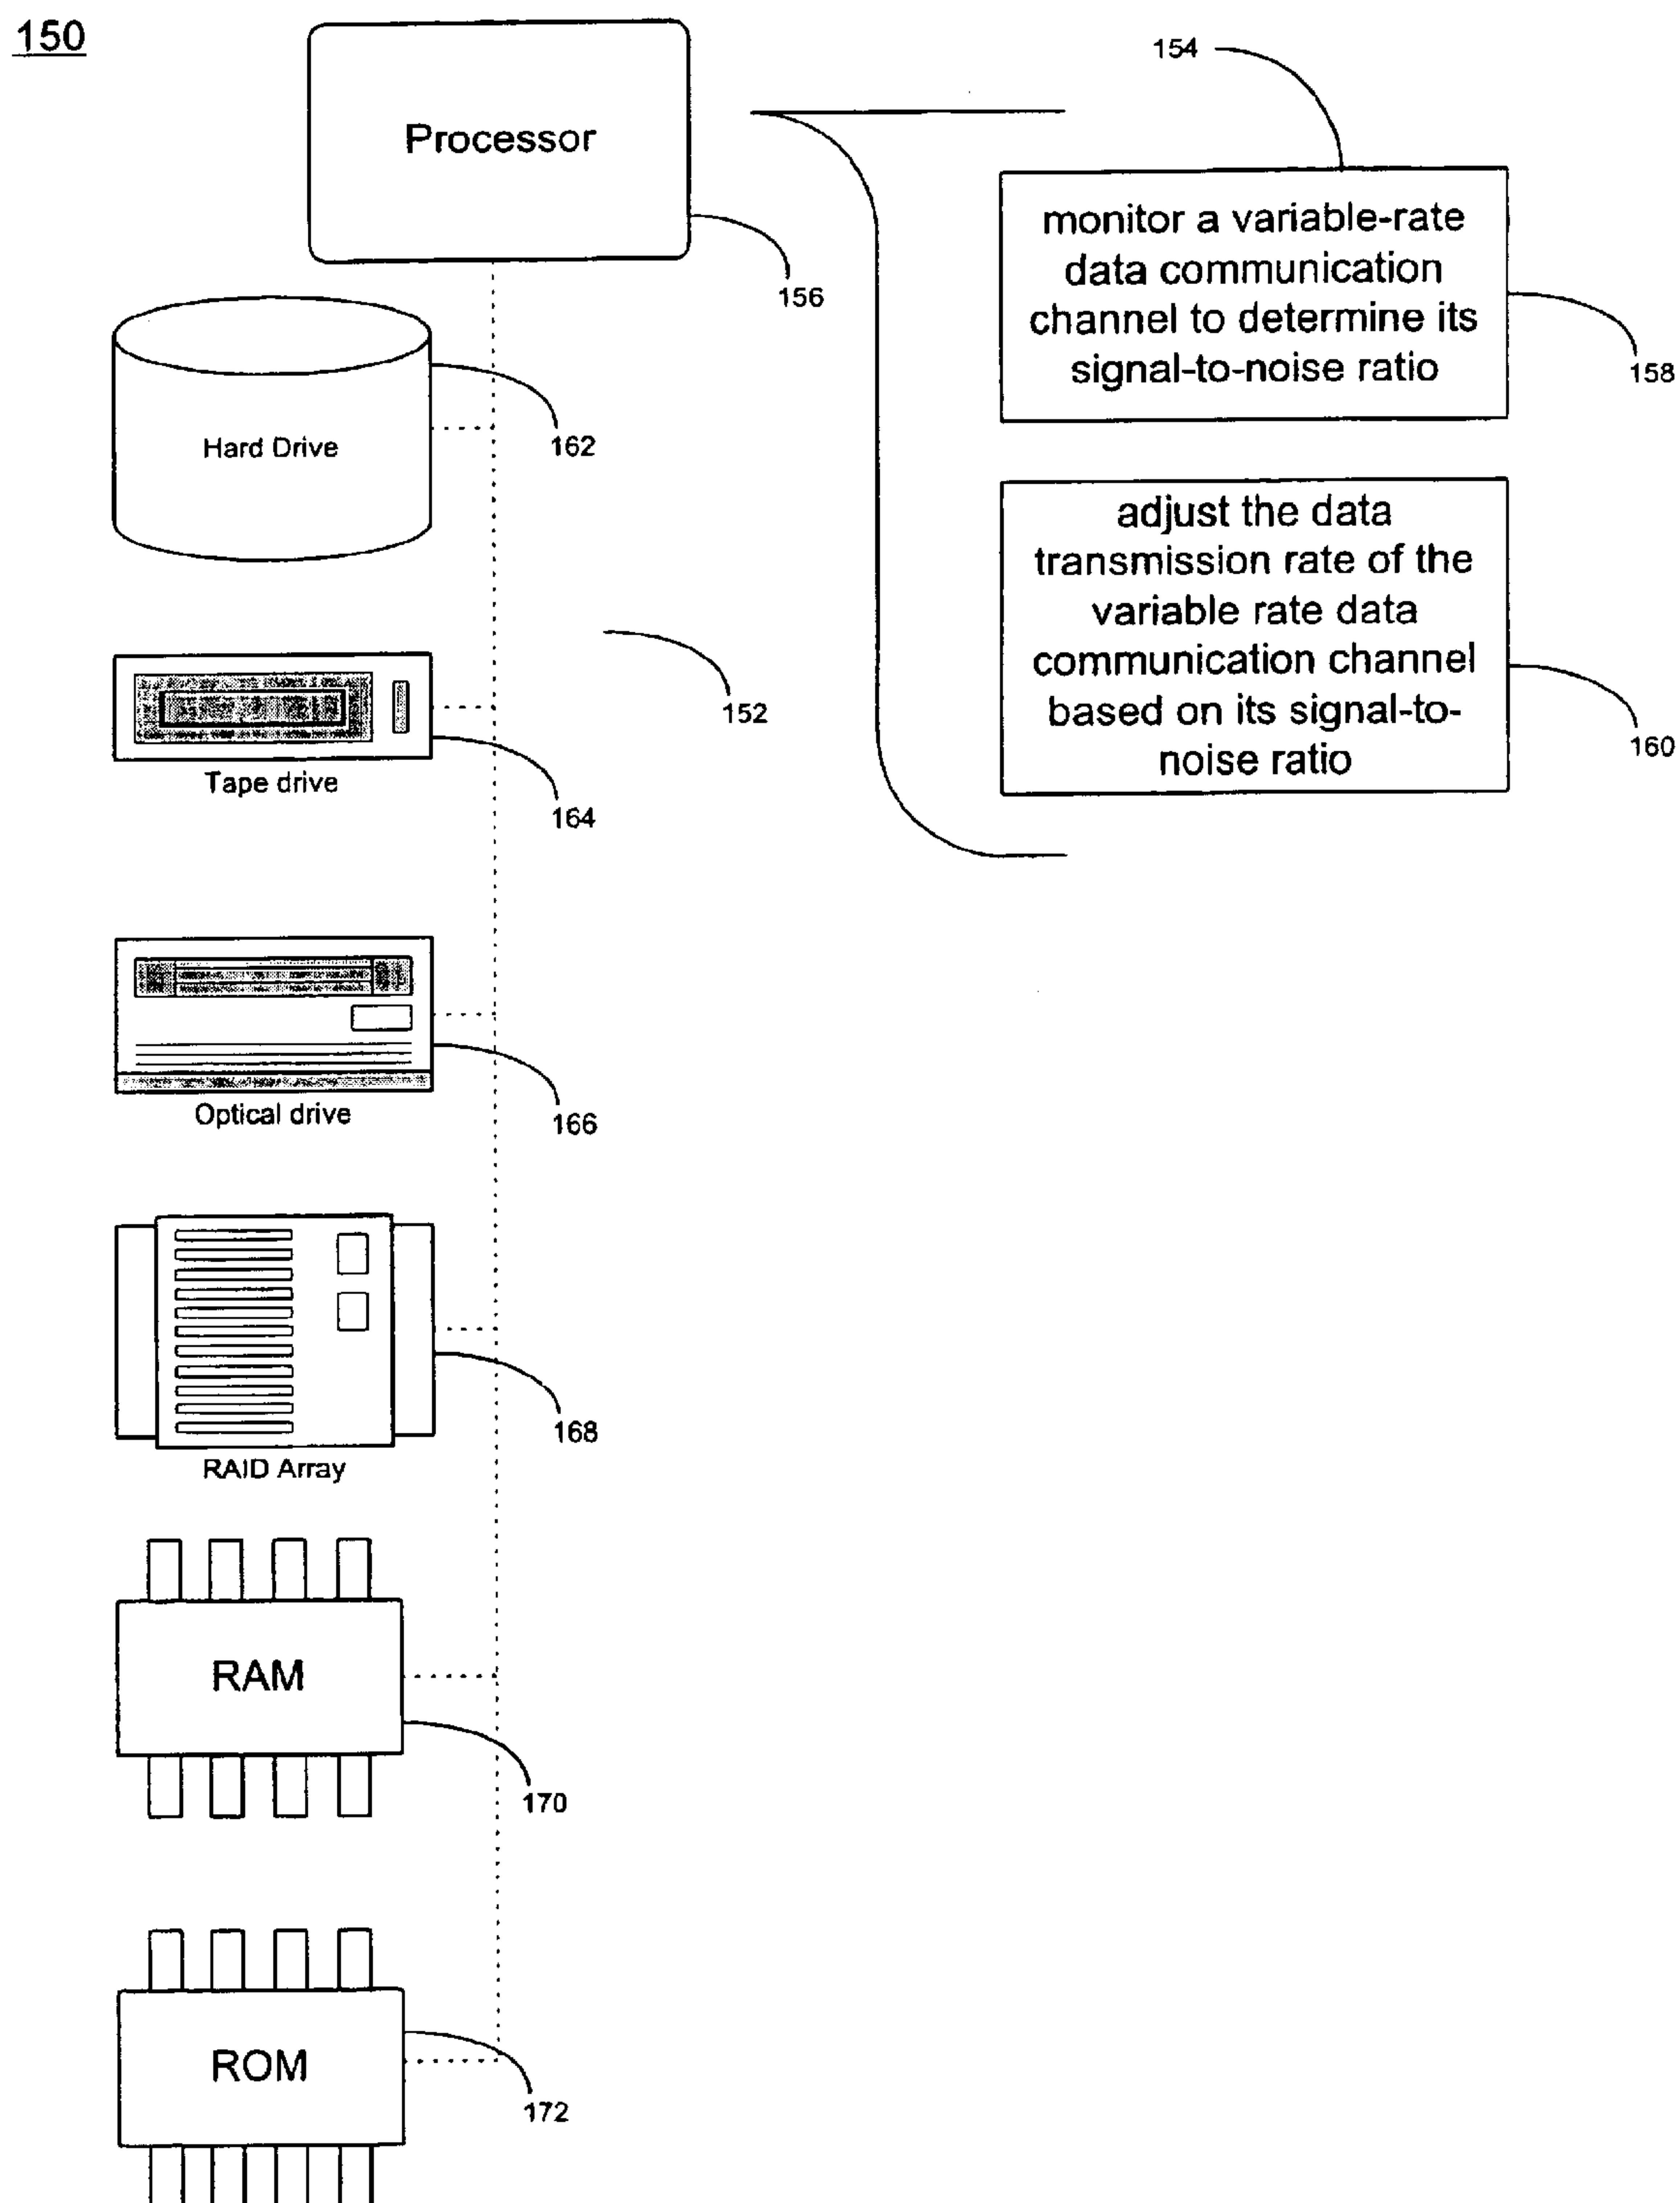 150
Processor
154
156
monitor a variable-rate
data communication
channel to determine its
signal-to-noise ratio
158
Hard Drive
162
adjust the data
transmission rate of the
variable rate data
communication channel
based on its signal-to-
noise ratio
160
152
Tape drive
164
Optical drive
166
RAID Array
168
RAM
170
ROM
172